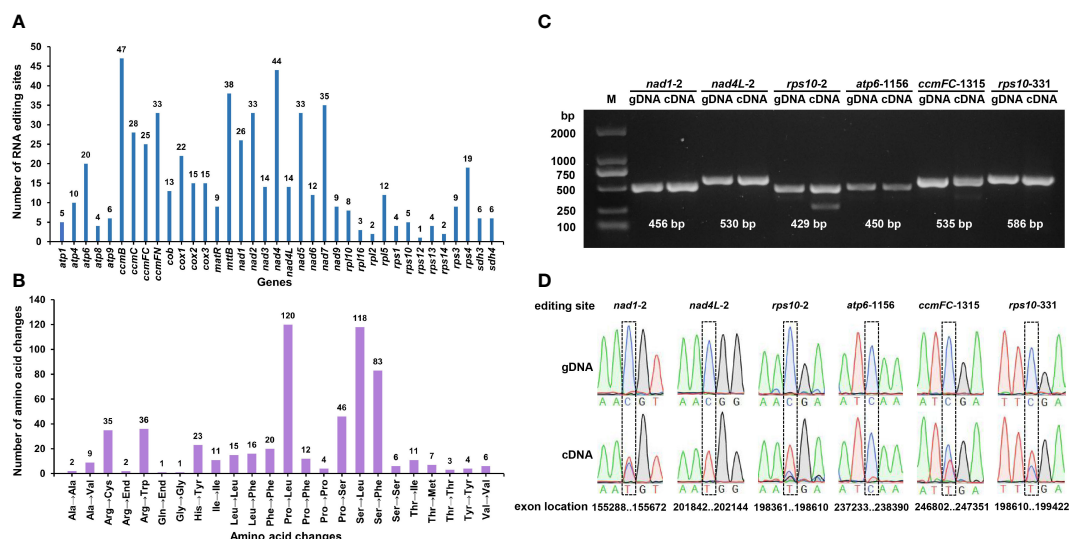 A
Number of RNA editing sites
50
45
40
35
30
25
20
15
10
5
0
5 10 20 4 6 47 28 25 33 13 22 15 15 9 38 26 33 14 44 14 33 12 35 9 8 3 2 12 4 5 1 4 2 9 19 6 6
atp1 atp4 atp6 atp8 atp9 ccmB ccmC ccmFC ccmFN cob cox1 cox2 cox3 matR mttB nad1 nad2 nad3 nad4 nad4L nad5 nad6 nad7 nad9 rpl10 rpl16 rpl2 rpl5 rps1 rps10 rps12 rps13 rps14 rps3 rps4 sdh3 sdh4
Genes
B
Number of amino acid changes
140
120
100
80
60
40
20
0
2 9 35 2 36 1 1 23 11 15 16 20 120 12 4 46 118 83 6 11 7 3 4 6
Ala→Ala Ala→Val Arg→Cys Arg→End Arg→Trp Gln→End Gly→Gly His→Tyr Ile→Ile Leu→Leu Leu→Phe Phe→Phe Pro→Leu Pro→Phe Pro→Pro Pro→Ser Ser→Leu Ser→Phe Ser→Ser Thr→Ile Thr→Met Thr→Thr Tyr→Tyr Val→Val
Amino acid changes
C
nad1-2 nad4L-2 rps10-2 atp6-1156 ccmFC-1315 rps10-331
M gDNA cDNA gDNA cDNA gDNA cDNA gDNA cDNA gDNA cDNA gDNA cDNA
bp
2000
1000
750
500
250
100
456 bp 530 bp 429 bp 450 bp 535 bp 586 bp
D
editing site nad1-2 nad4L-2 rps10-2 atp6-1156 ccmFC-1315 rps10-331
gDNA
A A C G T A A C G G A A C G A A T C A A A T C G A T T C G A
cDNA
A A T G T A A T G G A A T G A A T C A A A T T G A T T T G A
exon location 155288..155672 201842..202144 198361..198610 237233..238390 246802..247351 198610..199422